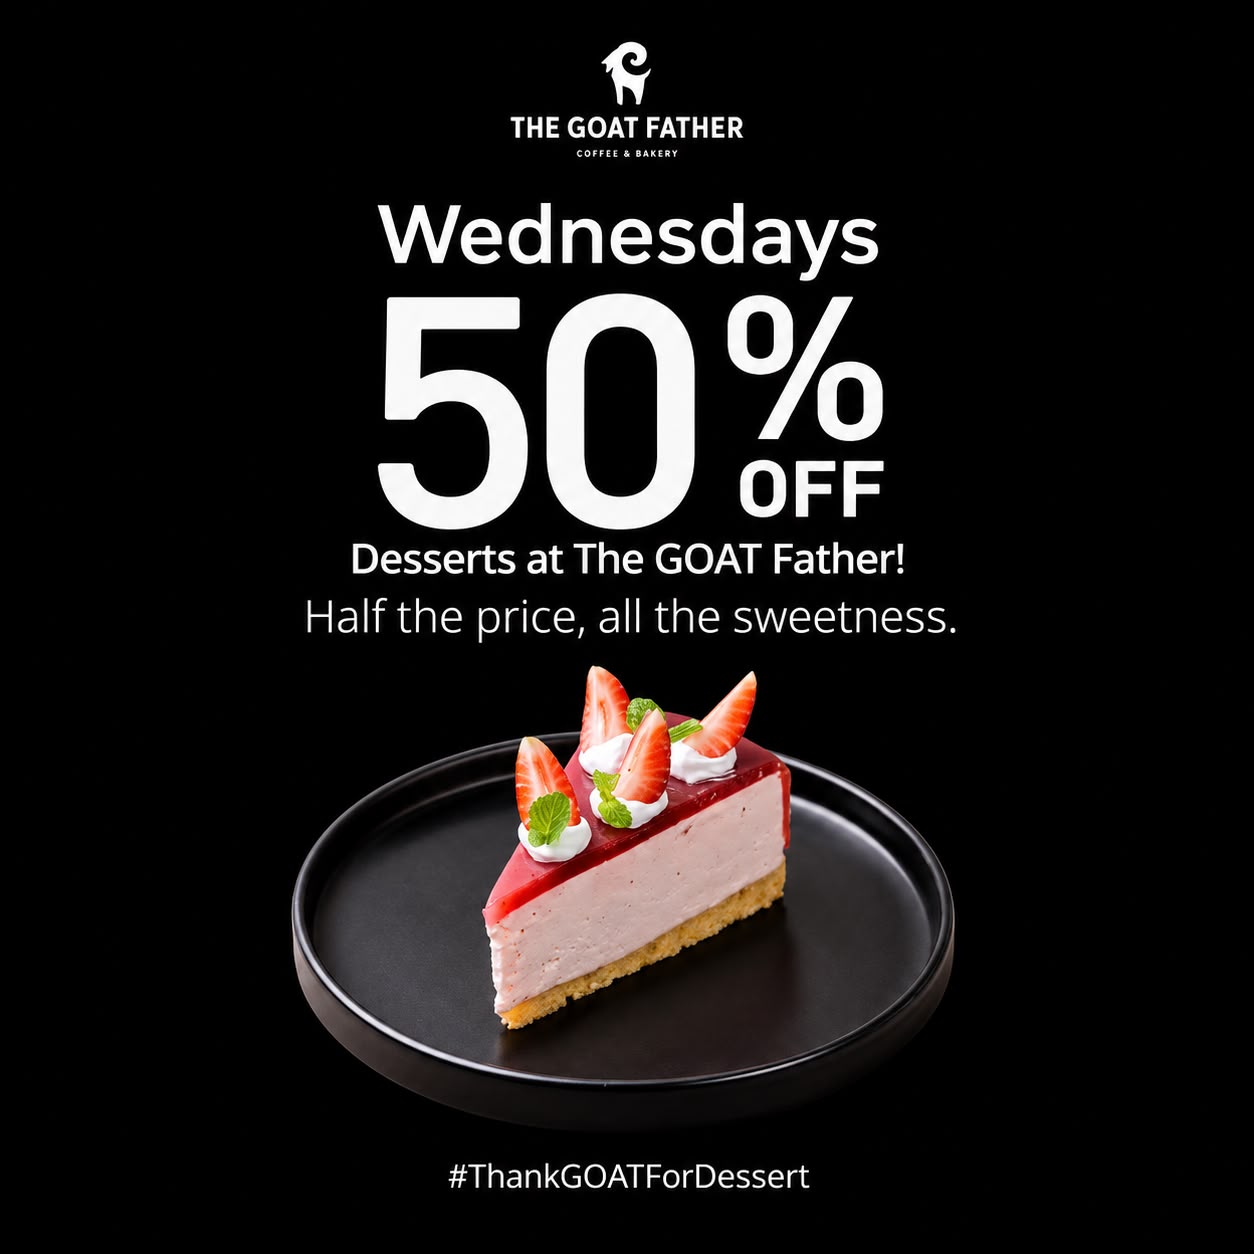 THE GOAT FATHER
COFFEE & BAKERY
Wednesdays
50%
OFF
Desserts at The GOAT Father!
Half the price, all the sweetness.
#ThankGOATForDessert